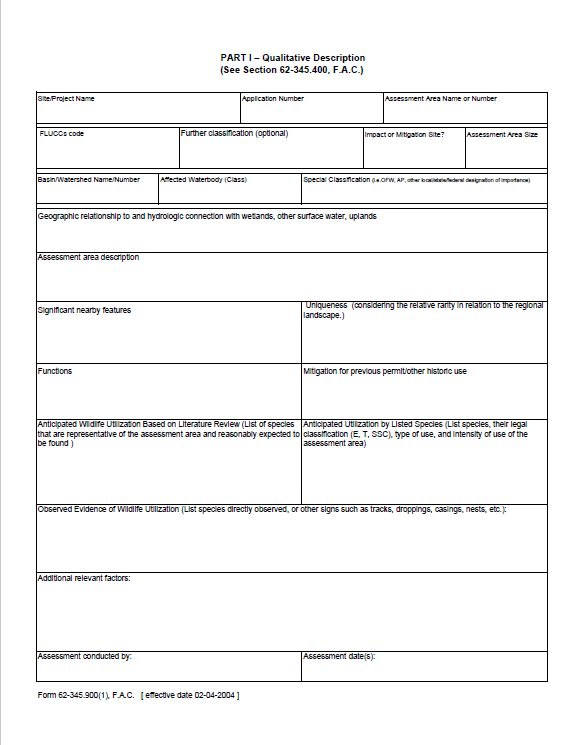 PART I – Qualitative Description
(See Section 62-345.400, F.A.C.)
Site/Project Name
Application Number
Assessment Area Name or Number
FLUCCs code
Further classification (optional)
Impact or Mitigation Site?
Assessment Area Size
Basin/Watershed Name/Number
Affected Waterbody (Class)
Special Classification (i.e.OFW, AP, other local/state/federal designation of importance)
Geographic relationship to and hydrologic connection with wetlands, other surface water, uplands
Assessment area description
Significant nearby features
Uniqueness (considering the relative rarity in relation to the regional
landscape.)
Functions
Mitigation for previous permit/other historic use
Anticipated Wildlife Utilization Based on Literature Review (List of species
that are representative of the assessment area and reasonably expected to
be found )
Anticipated Utilization by Listed Species (List species, their legal
classification (E, T, SSC), type of use, and intensity of use of the
assessment area)
Observed Evidence of Wildlife Utilization (List species directly observed, or other signs such as tracks, droppings, casings, nests, etc.):
Additional relevant factors:
Assessment conducted by:
Assessment date(s):
Form 62-345.900(1), F.A.C. [ effective date 02-04-2004 ]